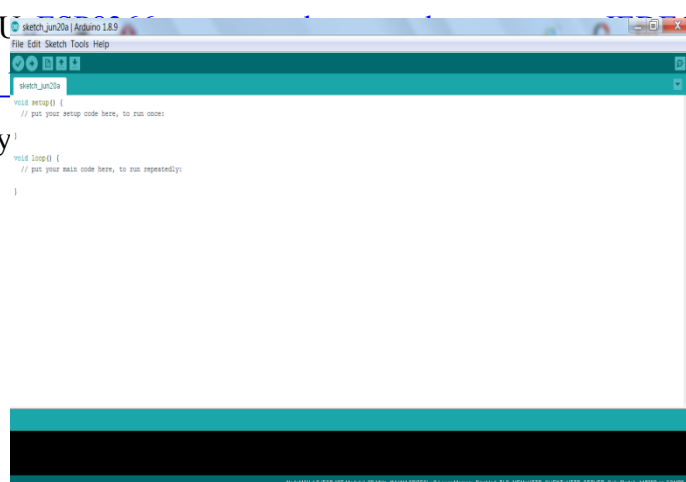 sketch_jun20a | Arduino 1.8.9
File Edit Sketch Tools Help
sketch_jun20a
void setup() {
// put your setup code here, to run once:
}
void loop() {
// put your main code here, to run repeatedly:
}